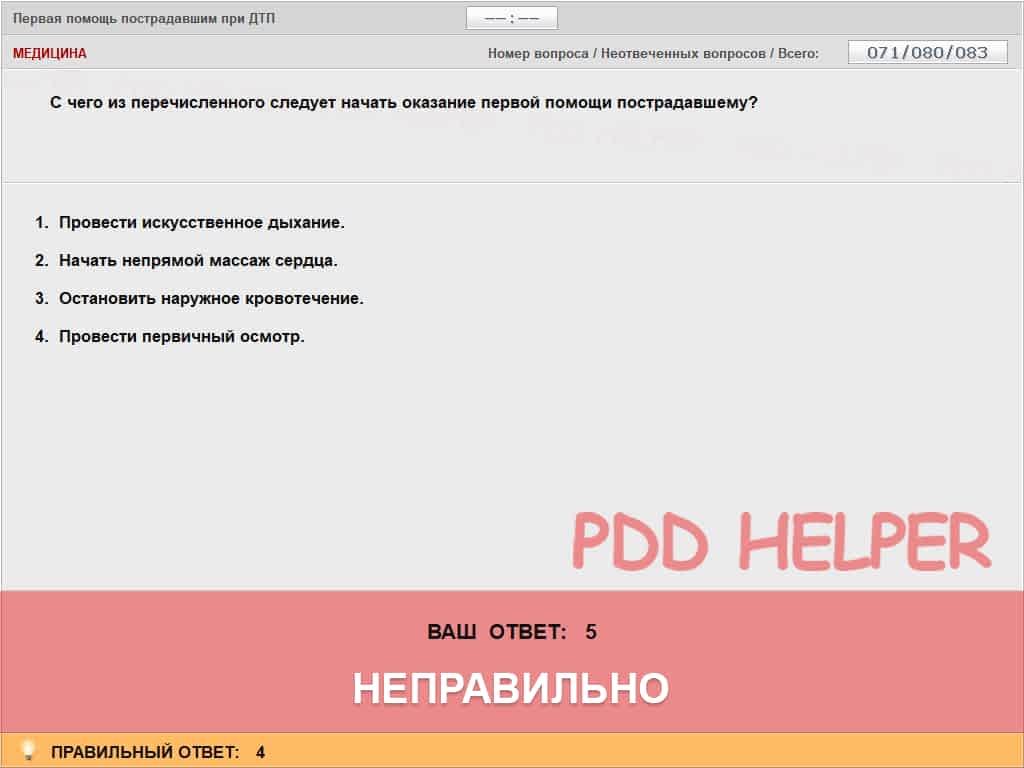 Первая помощь пострадавшим при ДТП
––:––
МЕДИЦИНА
Номер вопроса / Неотвеченных вопросов / Всего:
071/080/083
С чего из перечисленного следует начать оказание первой помощи пострадавшему?
1. Провести искусственное дыхание.
2. Начать непрямой массаж сердца.
3. Остановить наружное кровотечение.
4. Провести первичный осмотр.
PDD HELPER
ВАШ ОТВЕТ: 5
НЕПРАВИЛЬНО
ПРАВИЛЬНЫЙ ОТВЕТ: 4